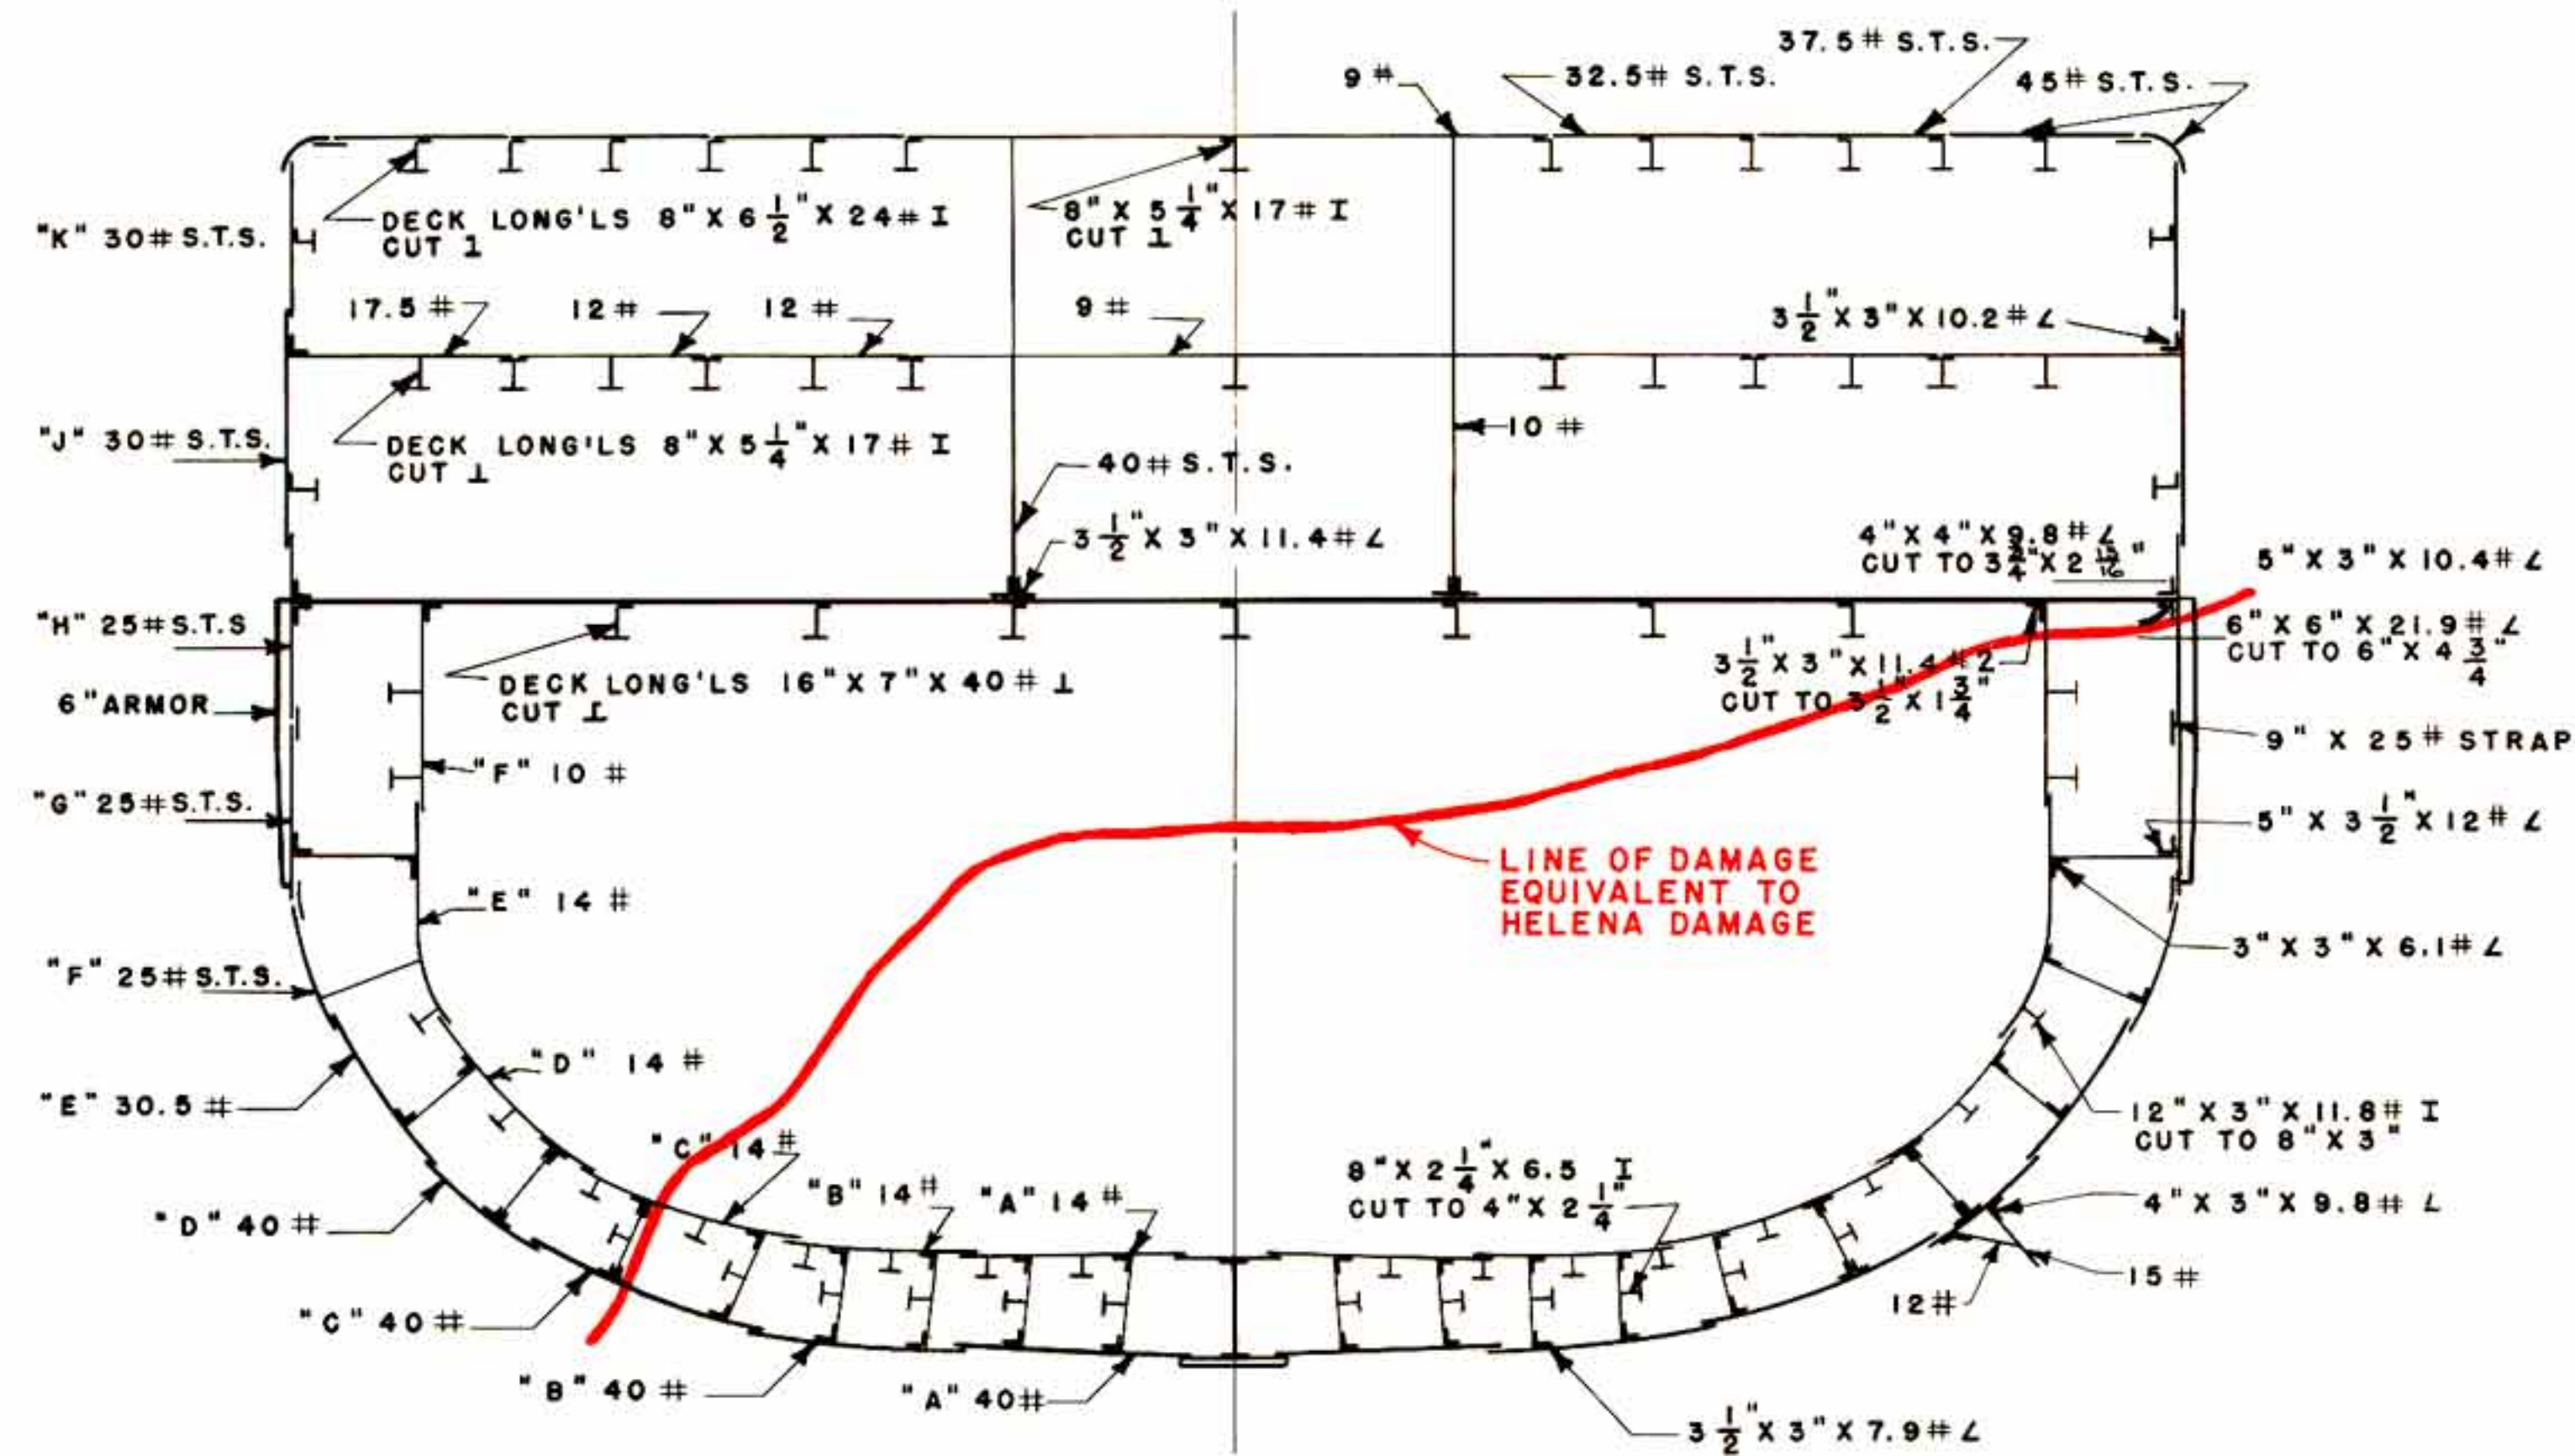 37.5# S.T.S.
9#
32.5# S.T.S.
45# S.T.S.
"K" 30# S.T.S.
DECK LONG'LS 8" X 6 1/2" X 24# I
CUT ⊥
8" X 5 1/4" X 17# I
CUT ⊥
17.5 #
12#
12 #
9 #
3 1/2" X 3" X 10.2# ∠
"J" 30# S.T.S.
DECK LONG'LS 8" X 5 1/4" X 17# I
CUT ⊥
10 #
40# S.T.S.
3 1/2" X 3" X 11.4# ∠
4" X 4" X 9.8# ∠
CUT TO 3 3/4" X 2 15/16"
5" X 3" X 10.4# ∠
"H" 25# S.T.S
6" X 6" X 21.9# ∠
CUT TO 6" X 4 3/4"
3 1/2" X 3" X 11.4#
CUT TO 3 1/2" X 1 3/4"
DECK LONG'LS 16" X 7" X 40# ⊥
CUT
6" ARMOR
9" X 25# STRAP
"F" 10 #
"G" 25# S.T.S.
5" X 3 1/2" X 12# ∠
LINE OF DAMAGE
EQUIVALENT TO
HELENA DAMAGE
"E" 14 #
3" X 3" X 6.1# ∠
"F" 25# S.T.S.
"D" 14 #
"E" 30.5 #
12" X 3" X 11.8# I
CUT TO 8" X 3"
"C" 14 #
8" X 2 1/4" X 6.5 I
CUT TO 4" X 2 1/4"
"B" 14#
"A" 14 #
4" X 3" X 9.8# ∠
"D" 40 #
15 #
12#
"C" 40 #
"B" 40 #
"A" 40#
3 1/2" X 3" X 7.9# ∠